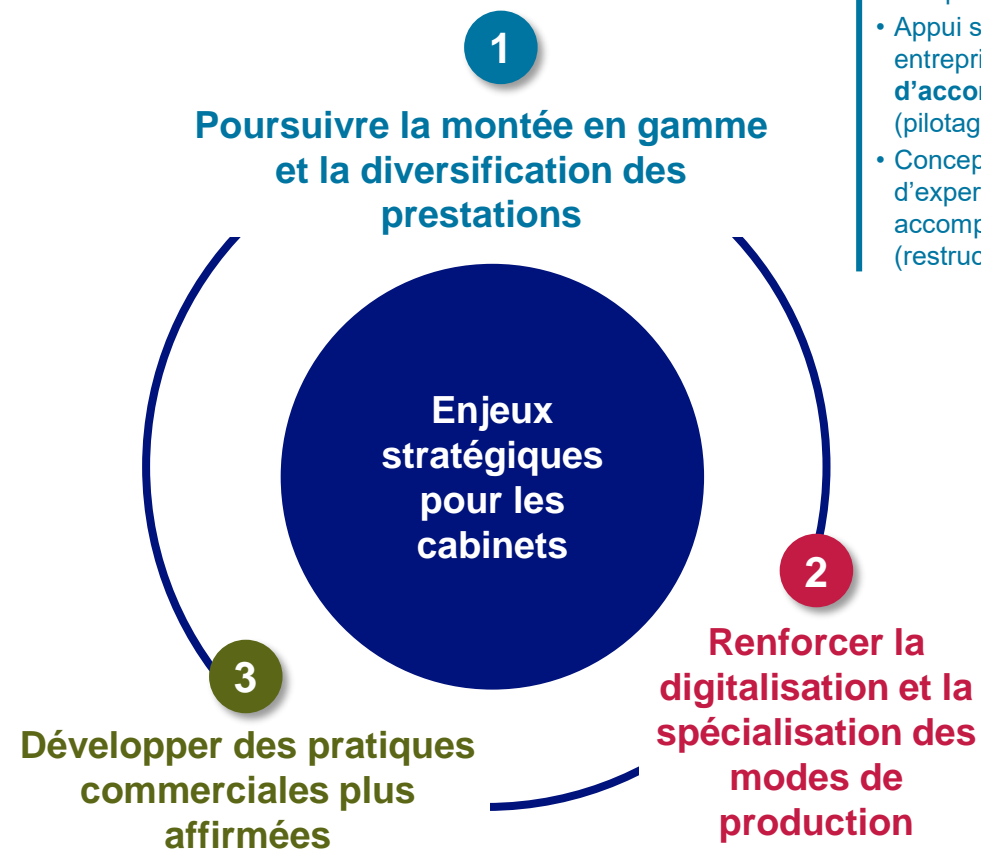 1
Poursuivre la montée en gamme
et la diversification des
prestations
• Appui
entrepri
d'accor
(pilotag
• Concep
d'exper
accomp
(restruc
Enjeux
stratégiques
pour les
cabinets
2
Renforcer la
digitalisation et la
spécialisation des
modes de
production
3
Développer des pratiques
commerciales plus
affirmées